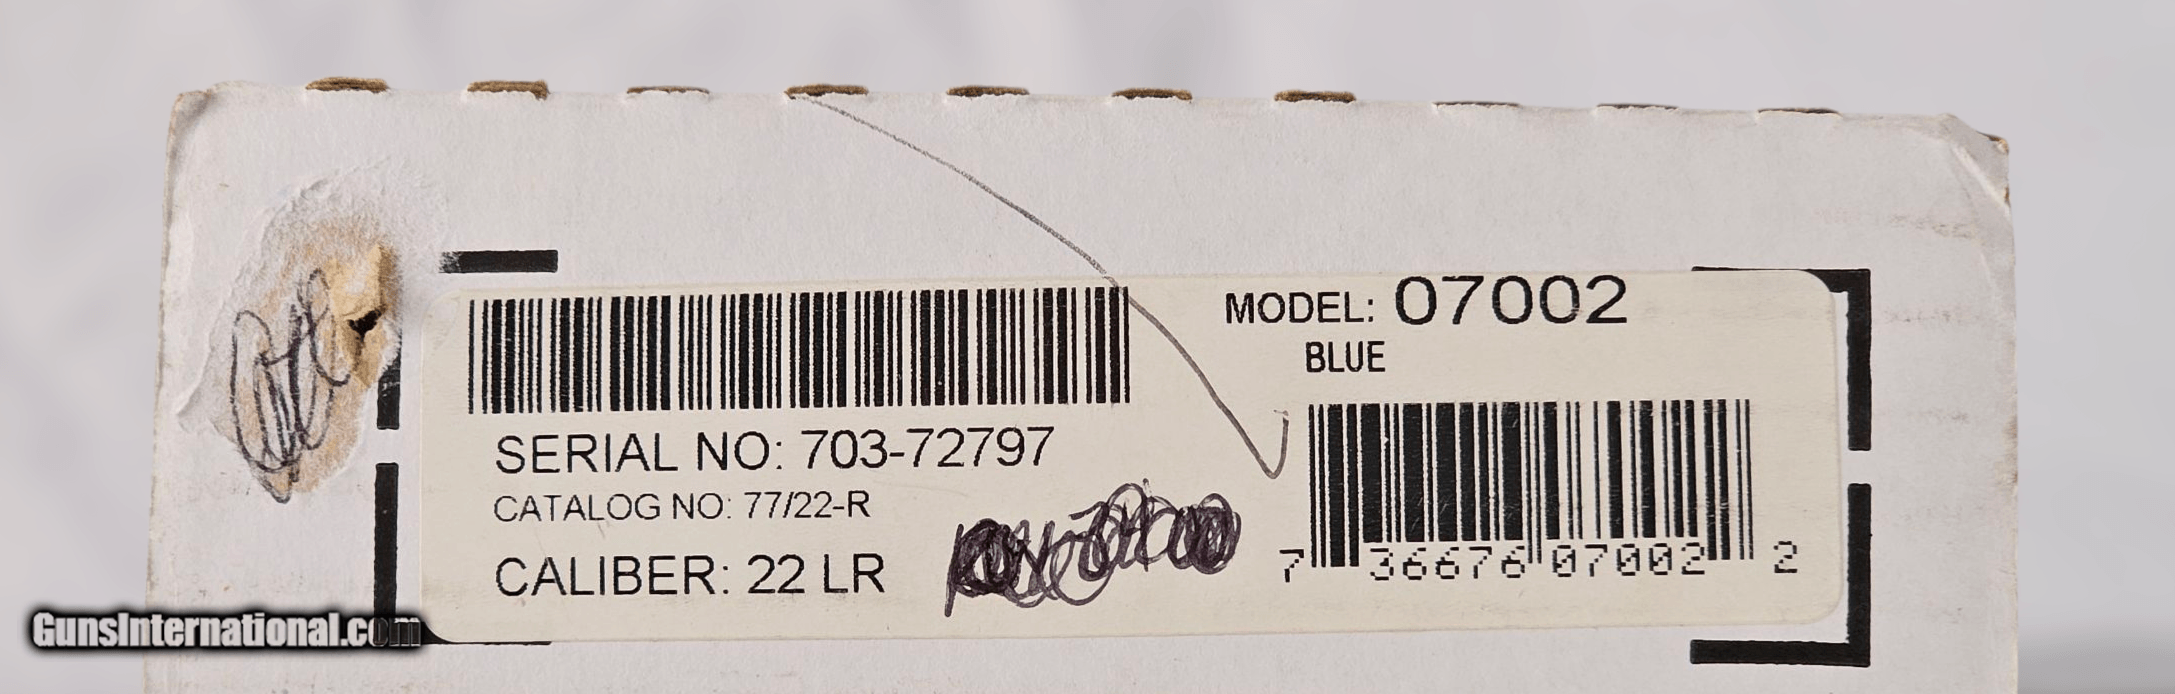 MODEL: 07002
BLUE
SERIAL NO: 703-72797
CATALOG NO: 77/22-R
CALIBER: 22 LR
7 36676 07002 2
GunsInternational.com